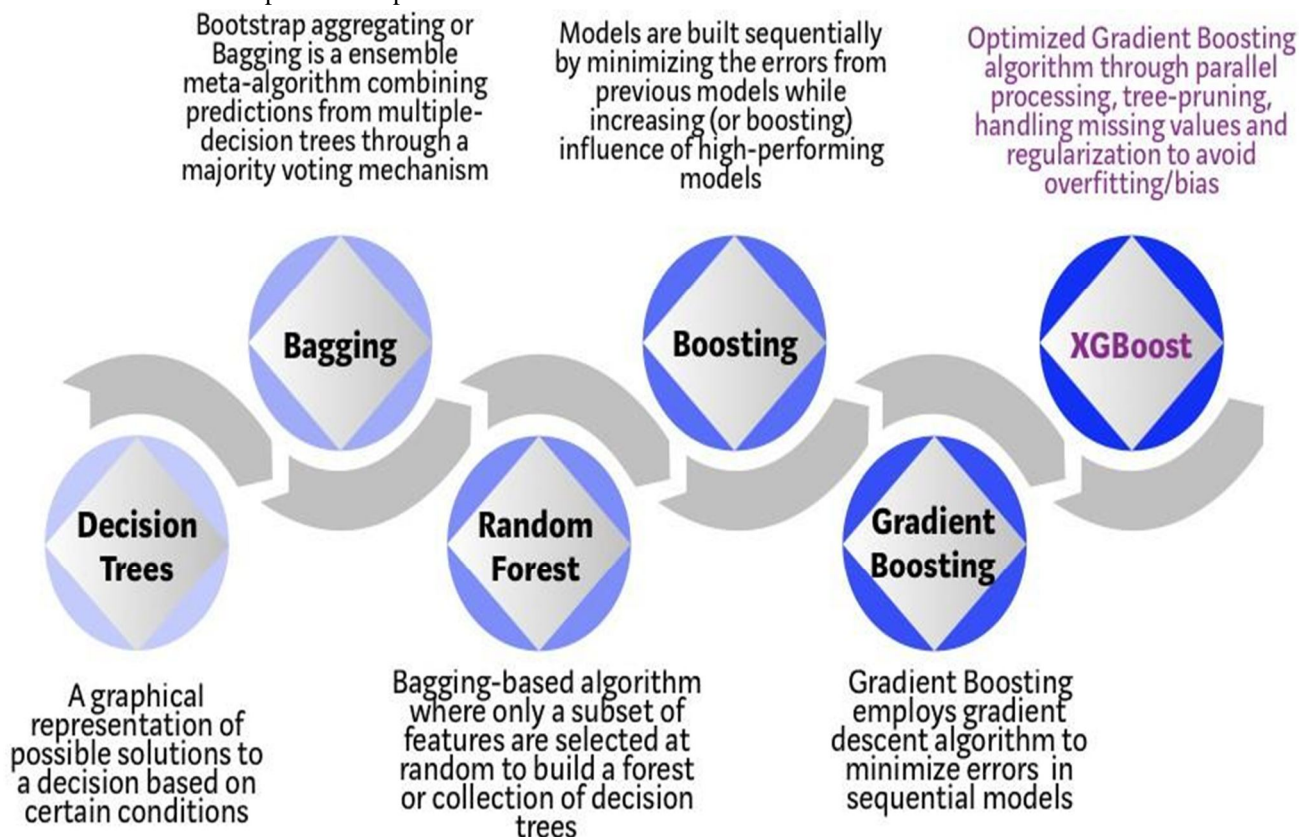 Bootstrap aggregating or
Bagging is a ensemble
meta-algorithm combining
predictions from multiple-
decision trees through a
majority voting mechanism
Models are built sequentially
by minimizing the errors from
previous models while
increasing (or boosting)
influence of high-performing
models
Optimized Gradient Boosting
algorithm through parallel
processing, tree-pruning,
handling missing values and
regularization to avoid
overfitting/bias
Bagging
Boosting
XGBoost
Decision
Trees
Random
Forest
Gradient
Boosting
A graphical
representation of
possible solutions to
a decision based on
certain conditions
Bagging-based algorithm
where only a subset of
features are selected at
random to build a forest
or collection of decision
trees
Gradient Boosting
employs gradient
descent algorithm to
minimize errors in
sequential models